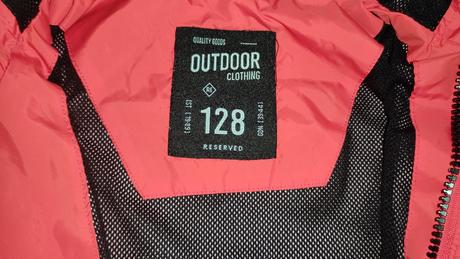 QUALITY GOODS
OUTDOOR
CLOTHING
RE
128
RESERVED